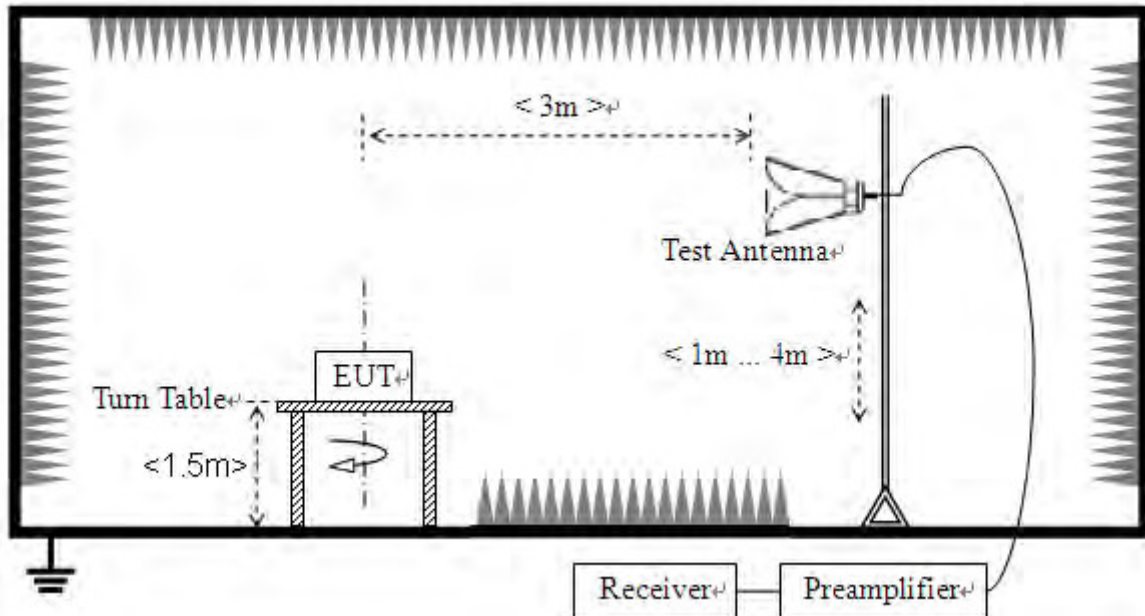 < 3m >
Test Antenna
< 1m ... 4m >
EUT
Turn Table
<1.5m>
Receiver
Preamplifier